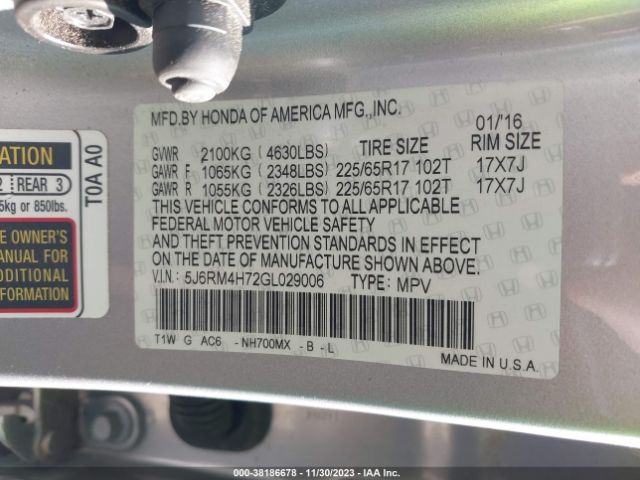 MFD.BY HONDA OF AMERICA MFG.,INC.
01/'16
GVWR 2100KG (4630LBS) TIRE SIZE RIM SIZE
GAWR F 1065KG (2348LBS) 225/65R17 102T 17X7J
GAWR R 1055KG (2326LBS) 225/65R17 102T 17X7J
THIS VEHICLE CONFORMS TO ALL APPLICABLE
FEDERAL MOTOR VEHICLE SAFETY
AND THEFT PREVENTION STANDARDS IN EFFECT
ON THE DATE OF MANUFACTURE SHOWN ABOVE.
V.I.N: 5J6RM4H72GL029006 TYPE: MPV
T1W G AC6 -NH700MX -B -L
MADE IN U.S.A.
ATION
2 REAR 3
5kg or 850lbs.
E OWNER'S
ANUAL FOR
DDITIONAL
FORMATION
T0A A0
000-38186678 - 11/30/2023 - IAA Inc.